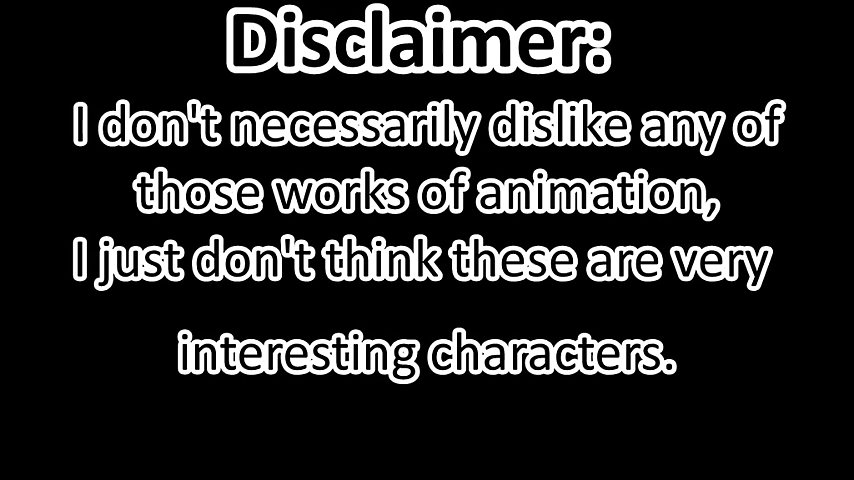 Disclaimer:
I don't necessarily dislike any of
those works of animation,
I just don't think these are very
interesting characters.